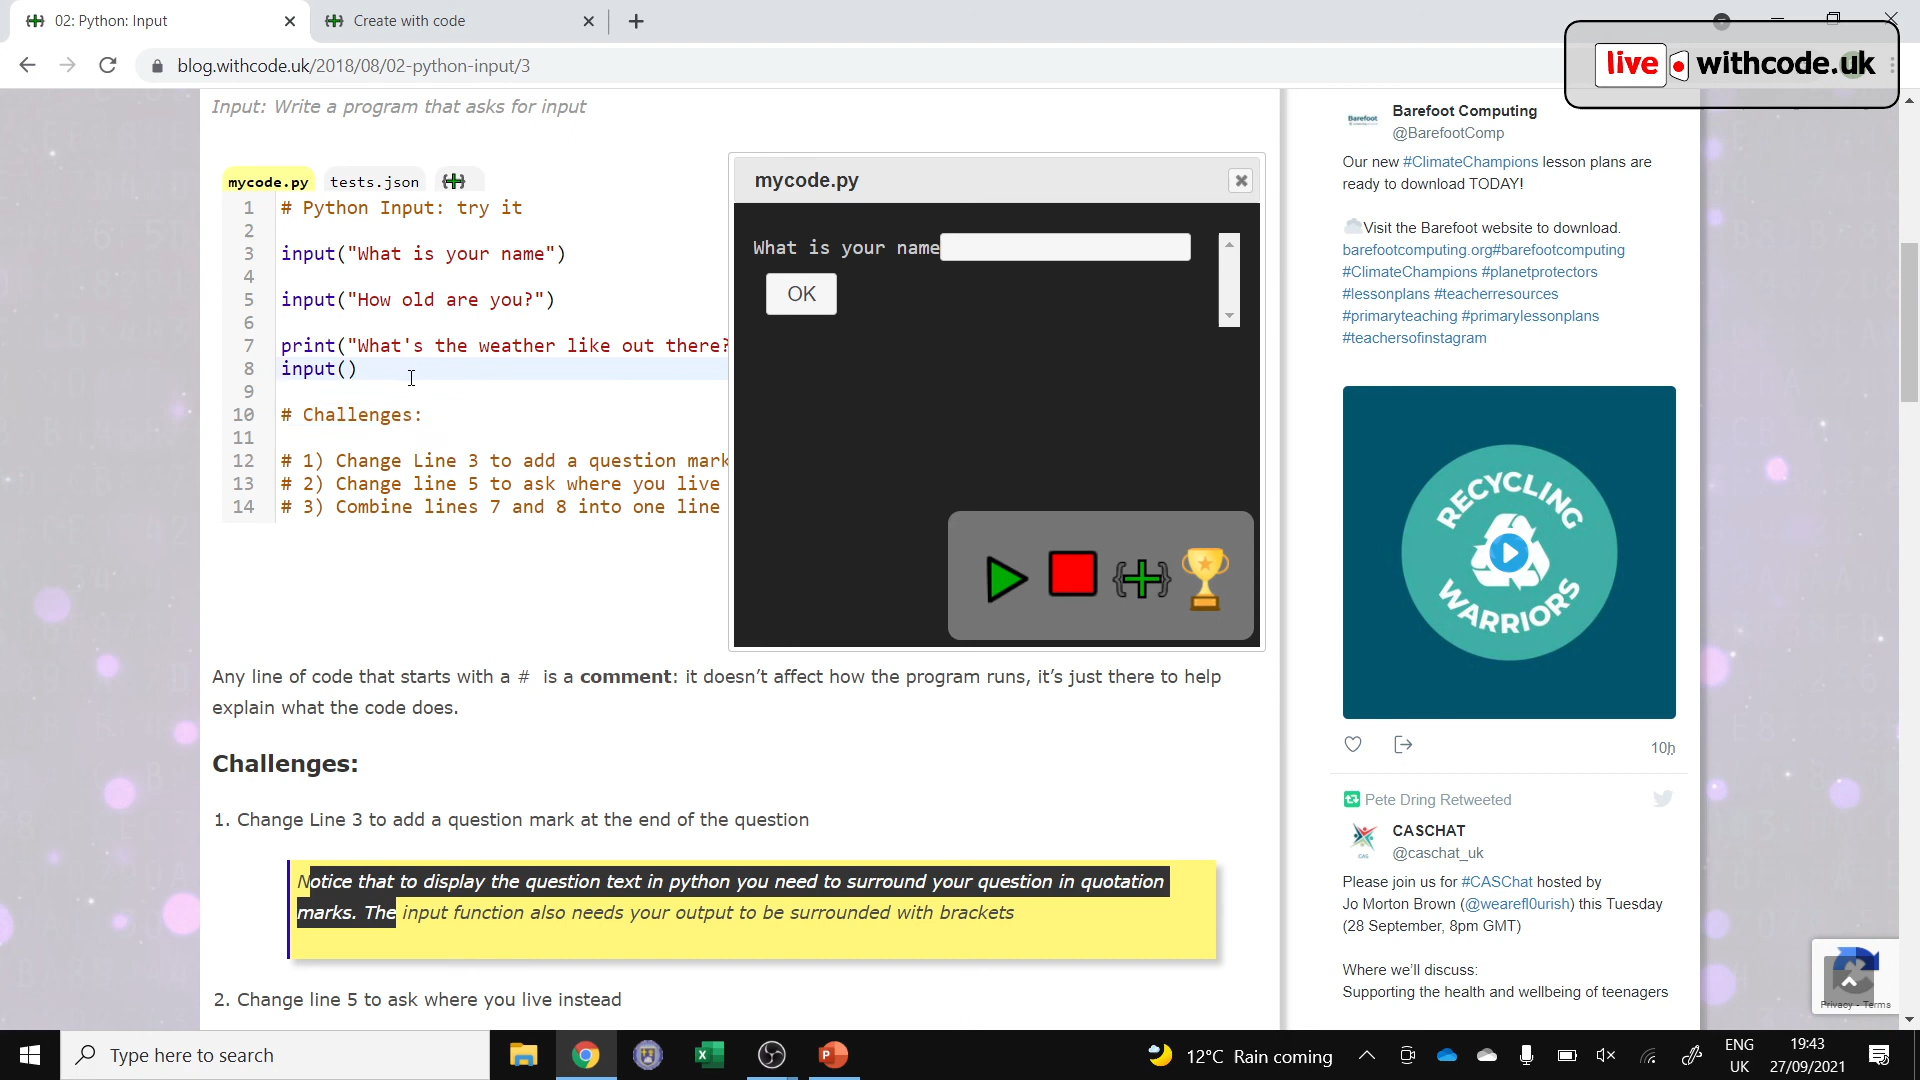 02: Python: Input
Create with code
blog.withcode.uk/2018/08/02-python-input/3
live withcode.uk
Input: Write a program that asks for input
mycode.py tests.json
1 # Python Input: try it
2
3 input("What is your name")
4
5 input("How old are you?")
6
7 print("What's the weather like out there?
8 input()
9
10 # Challenges:
11
12 # 1) Change Line 3 to add a question mark
13 # 2) Change line 5 to ask where you live
14 # 3) Combine lines 7 and 8 into one line
mycode.py
What is your name
OK
Any line of code that starts with a # is a comment: it doesn't affect how the program runs, it's just there to help
explain what the code does.
Challenges:
1. Change Line 3 to add a question mark at the end of the question
Notice that to display the question text in python you need to surround your question in quotation
marks. The input function also needs your output to be surrounded with brackets
2. Change line 5 to ask where you live instead
Barefoot
Barefoot Computing
@BarefootComp
Our new #ClimateChampions lesson plans are
ready to download TODAY!
Visit the Barefoot website to download.
barefootcomputing.org#barefootcomputing
#ClimateChampions #planetprotectors
#lessonplans #teacherresources
#primaryteaching #primarylessonplans
#teachersofinstagram
RECYCLING
WARRIORS
10h
Pete Dring Retweeted
CAS
CASCHAT
@caschat_uk
Please join us for #CASChat hosted by
Jo Morton Brown (@wearefl0urish) this Tuesday
(28 September, 8pm GMT)
Where we'll discuss:
Supporting the health and wellbeing of teenagers
Privacy - Terms
Type here to search
12°C Rain coming
ENG
UK
19:43
27/09/2021